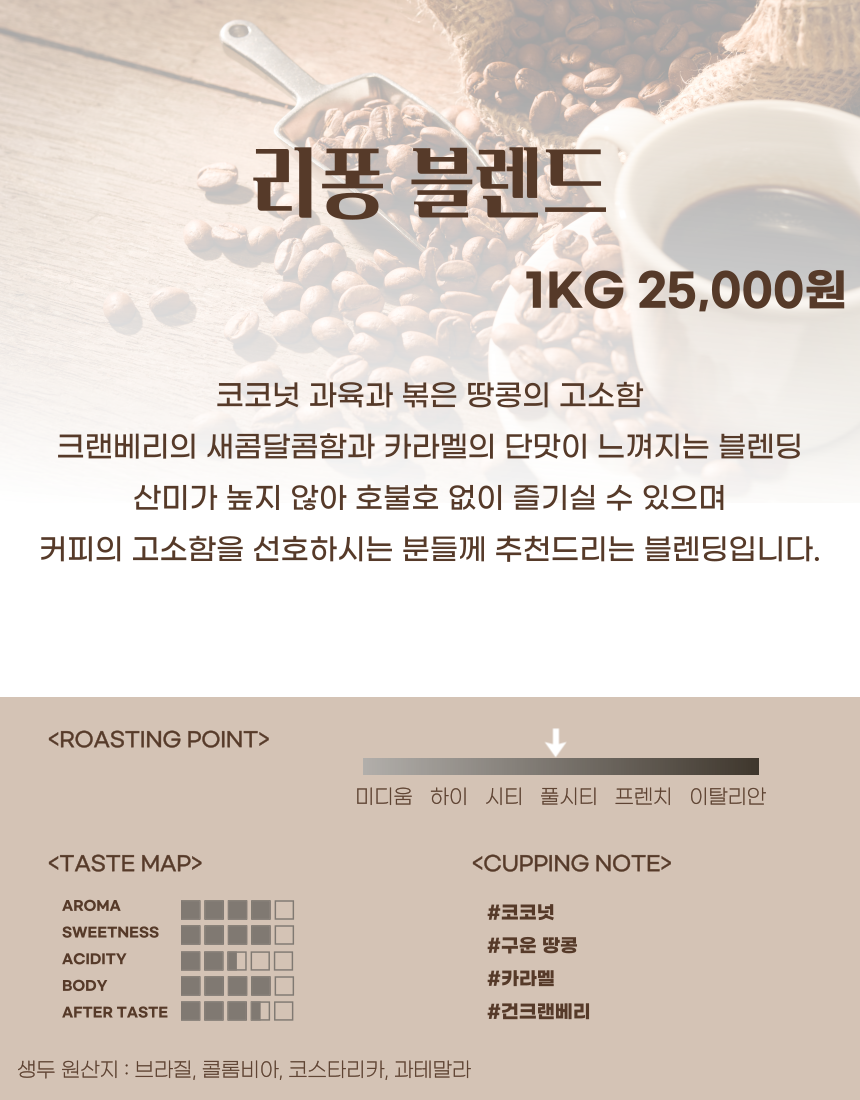 리퐁 블렌드
1KG 25,000원
코코넛 과육과 볶은 땅콩의 고소함
크랜베리의 새콤달콤함과 카라멜의 단맛이 느껴지는 블렌딩
산미가 높지 않아 호불호 없이 즐기실 수 있으며
커피의 고소함을 선호하시는 분들께 추천드리는 블렌딩입니다.
<ROASTING POINT>
미디움 하이 시티 풀시티 프렌치 이탈리안
<TASTE MAP>
AROMA
SWEETNESS
ACIDITY
BODY
AFTER TASTE
<CUPPING NOTE>
#코코넛
#구운 땅콩
#카라멜
#건크랜베리
생두 원산지 : 브라질, 콜롬비아, 코스타리카, 과테말라